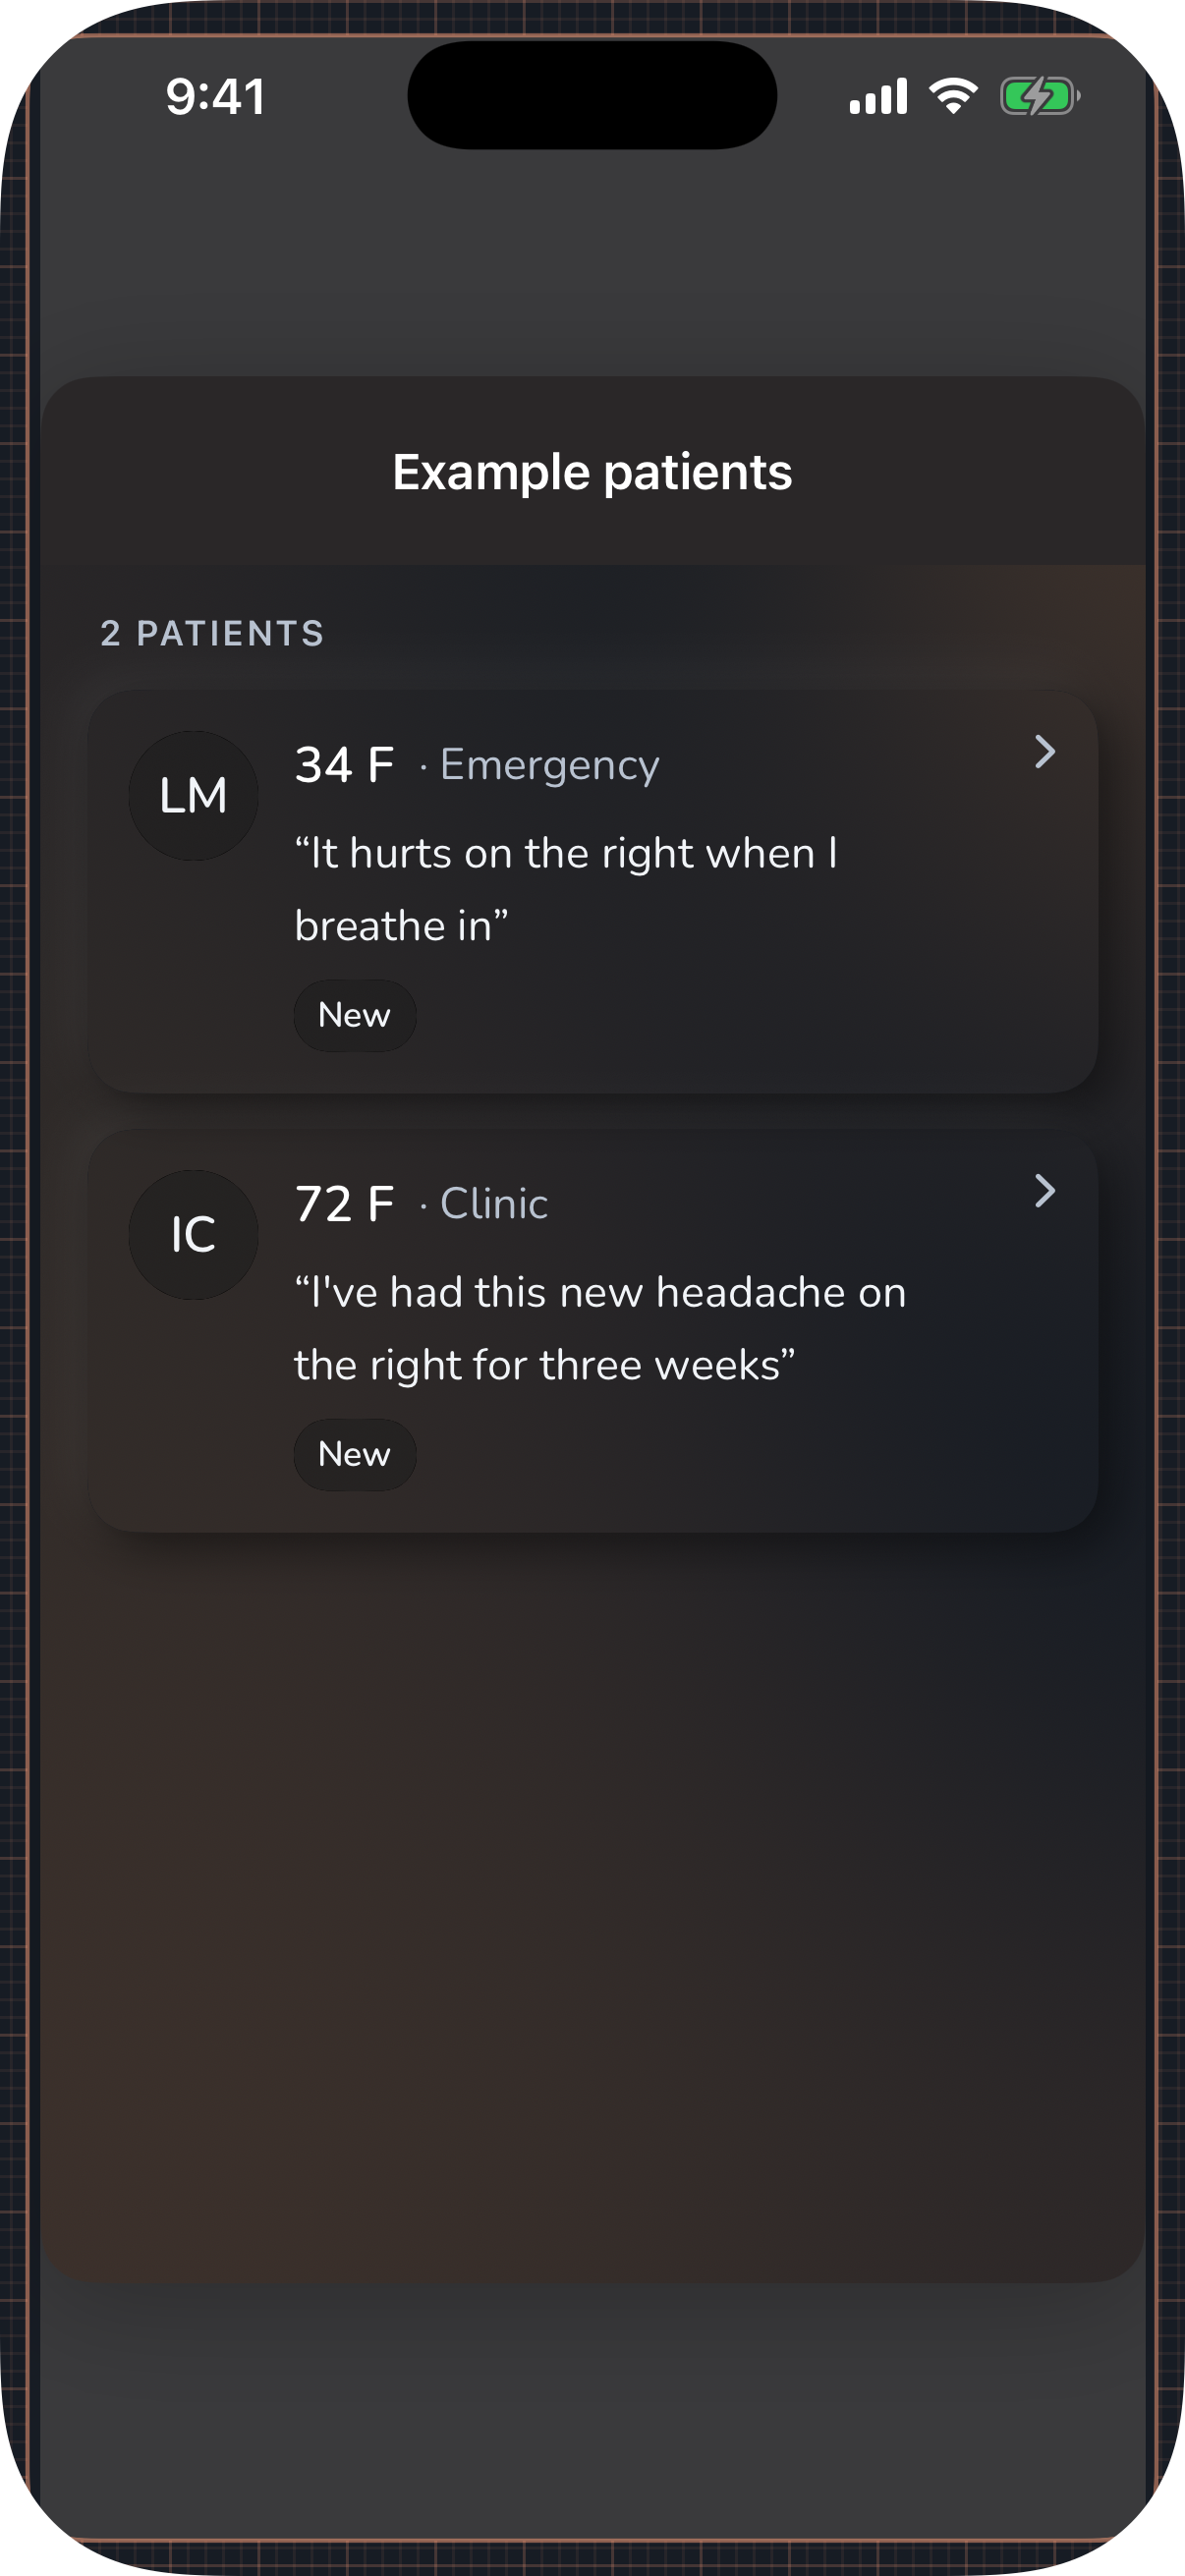 9:41
Example patients
2 PATIENTS
LM
34 F · Emergency
“It hurts on the right when I
breathe in”
New
IC
72 F · Clinic
“I've had this new headache on
the right for three weeks”
New